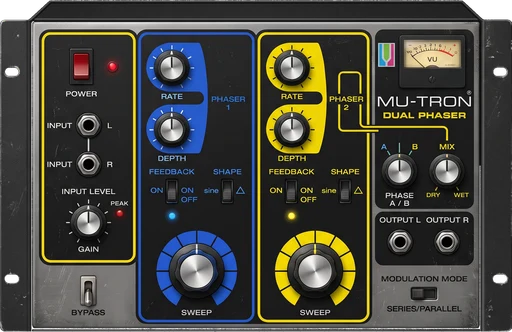 POWER
INPUT L
INPUT R
INPUT LEVEL
PEAK
GAIN
BYPASS
RATE
PHASER
1
DEPTH
FEEDBACK SHAPE
ON ON
OFF
sine
SWEEP
RATE
PHASER
2
DEPTH
FEEDBACK SHAPE
ON ON
OFF
sine
SWEEP
VU
MU-TRON®
DUAL PHASER
A B
MIX
PHASE
A / B
DRY WET
OUTPUT L OUTPUT R
MODULATION MODE
SERIES/PARALLEL